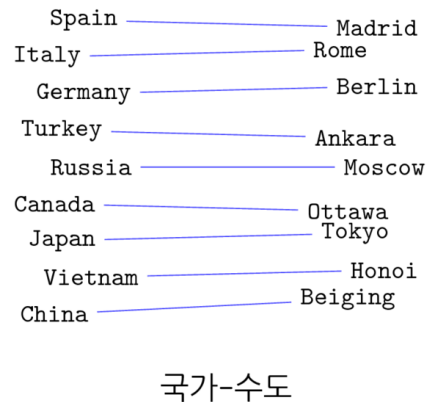 Spain Madrid
Italy Rome
Germany Berlin
Turkey Ankara
Russia Moscow
Canada Ottawa
Japan Tokyo
Vietnam Honoi
China Beiging
국가-수도